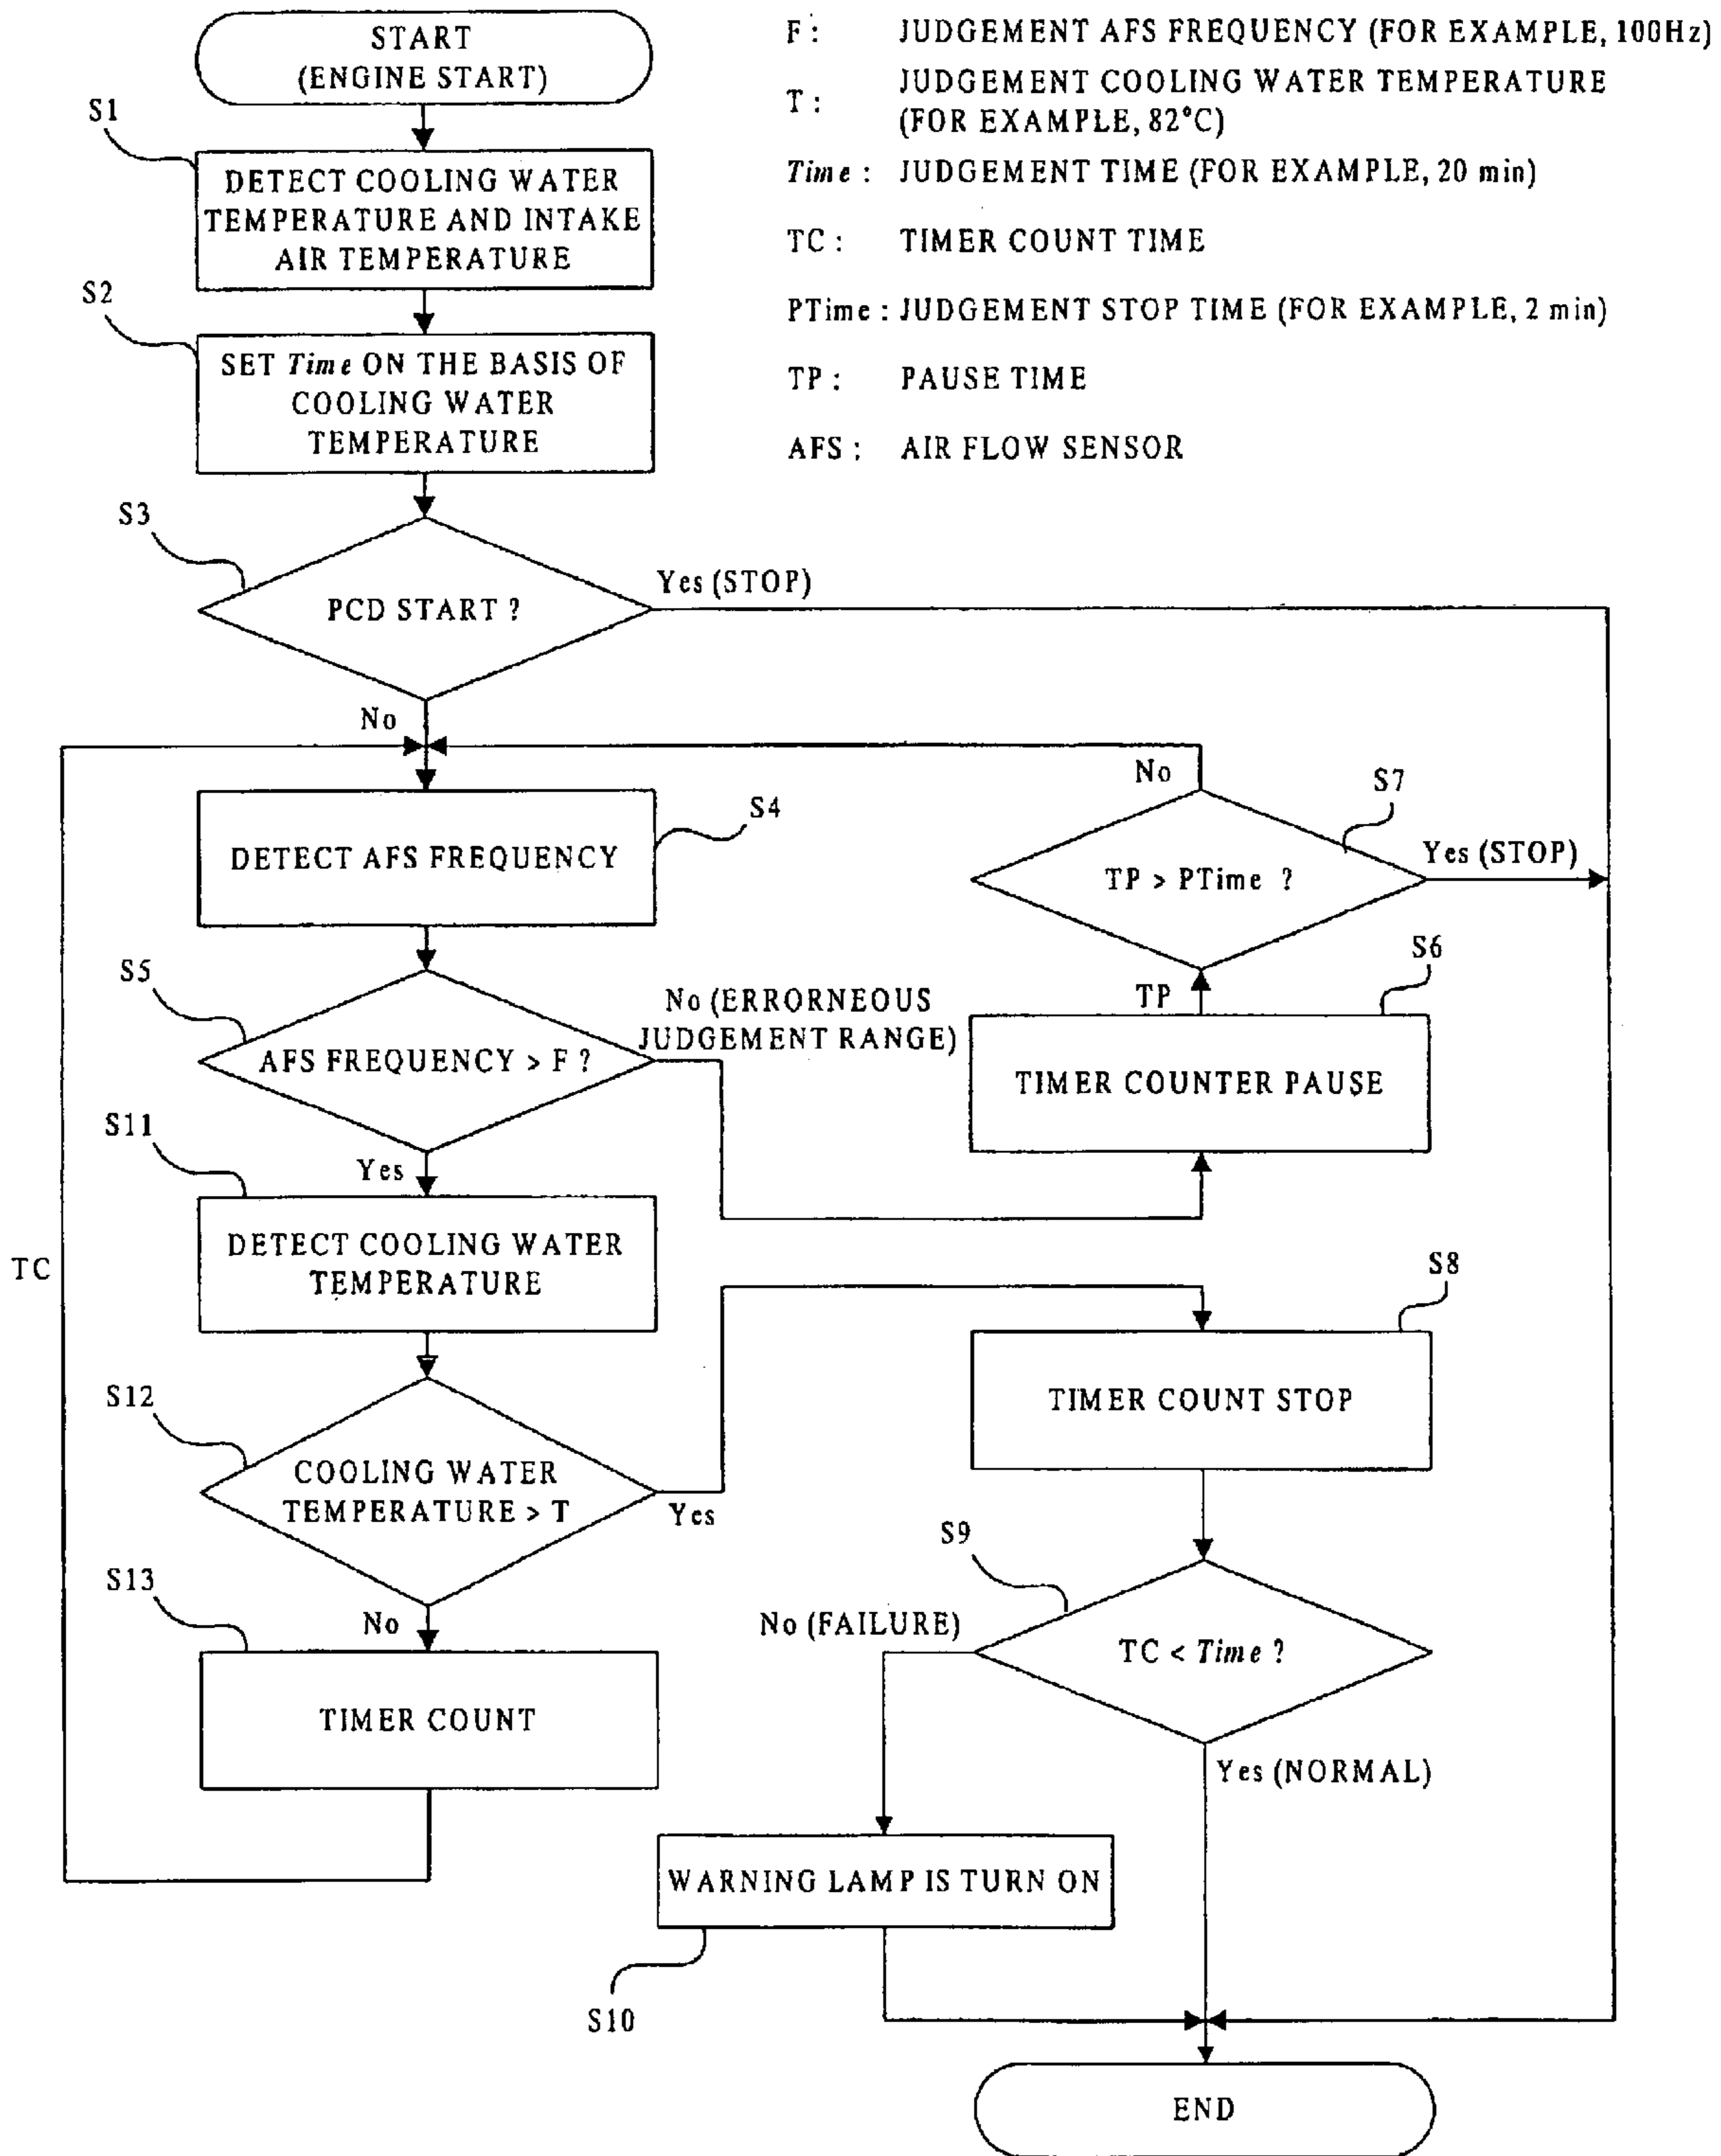 START
(ENGINE START)
F : JUDGEMENT AFS FREQUENCY (FOR EXAMPLE, 100Hz)
T : JUDGEMENT COOLING WATER TEMPERATURE
(FOR EXAMPLE, 82°C)
Time : JUDGEMENT TIME (FOR EXAMPLE, 20 min)
TC : TIMER COUNT TIME
PTime : JUDGEMENT STOP TIME (FOR EXAMPLE, 2 min)
TP : PAUSE TIME
AFS : AIR FLOW SENSOR
S1
DETECT COOLING WATER
TEMPERATURE AND INTAKE
AIR TEMPERATURE
S2
SET Time ON THE BASIS OF
COOLING WATER
TEMPERATURE
S3
PCD START ?
Yes (STOP)
No
S4
DETECT AFS FREQUENCY
No
S7
TP > PTime ?
Yes (STOP)
S5
AFS FREQUENCY > F ?
No (ERRORNEOUS
JUDGEMENT RANGE)
TP
S6
TIMER COUNTER PAUSE
Yes
S11
DETECT COOLING WATER
TEMPERATURE
TC
S8
TIMER COUNT STOP
S12
COOLING WATER
TEMPERATURE > T
Yes
No
S13
TIMER COUNT
S9
TC < Time ?
No (FAILURE)
Yes (NORMAL)
WARNING LAMP IS TURN ON
S10
END